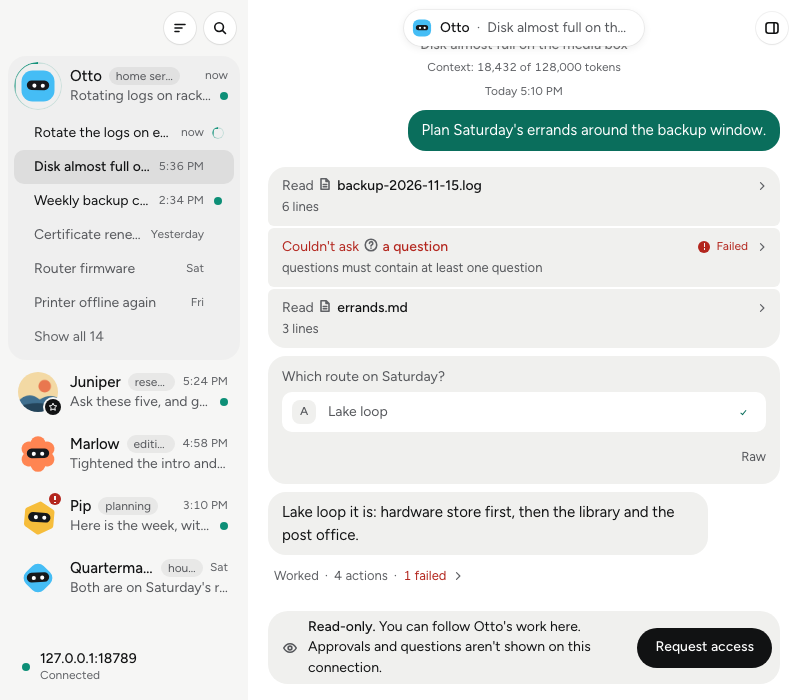 Otto home ser... now
Rotating logs on rack...
Rotate the logs on e... now
Disk almost full o... 5:36 PM
Weekly backup c... 2:34 PM
Certificate rene... Yesterday
Router firmware Sat
Printer offline again Fri
Show all 14
Juniper rese... 5:24 PM
Ask these five, and g...
Marlow editi... 4:58 PM
Tightened the intro and...
Pip planning 3:10 PM
Here is the week, wit...
Quarterma... hou... Sat
Both are on Saturday's r...
127.0.0.1:18789
Connected
Otto · Disk almost full on th...
Disk almost full on the media box
Context: 18,432 of 128,000 tokens
Today 5:10 PM
Plan Saturday's errands around the backup window.
Read backup-2026-11-15.log
6 lines
Couldn't ask a question Failed
questions must contain at least one question
Read errands.md
3 lines
Which route on Saturday?
A Lake loop
Raw
Lake loop it is: hardware store first, then the library and the
post office.
Worked · 4 actions · 1 failed
Read-only. You can follow Otto's work here.
Approvals and questions aren't shown on this
connection.
Request access